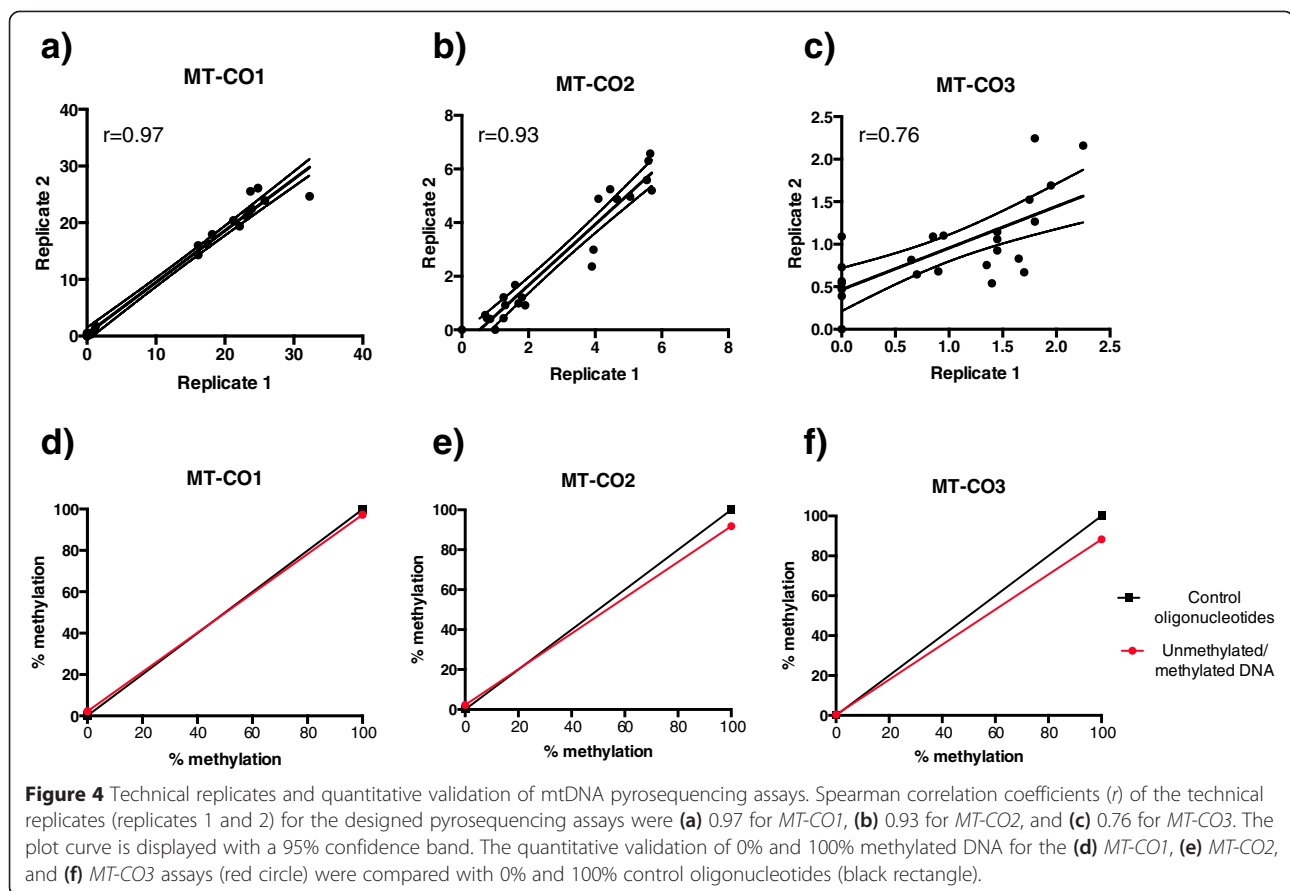 a)
MT-CO1
r=0.97
40
30
20
10
0
Replicate 2
0 10 20 30 40
Replicate 1
b)
MT-CO2
r=0.93
8
6
4
2
0
Replicate 2
0 2 4 6 8
Replicate 1
c)
MT-CO3
r=0.76
2.5
2.0
1.5
1.0
0.5
0.0
Replicate 2
0.0 0.5 1.0 1.5 2.0 2.5
Replicate 1
d)
MT-CO1
100
80
60
40
20
0
% methylation
0 20 40 60 80 100
% methylation
e)
MT-CO2
100
80
60
40
20
0
% methylation
0 20 40 60 80 100
% methylation
f)
MT-CO3
100
80
60
40
20
0
% methylation
0 20 40 60 80 100
% methylation
Control
oligonucleotides
Unmethylated/
methylated DNA
Figure 4 Technical replicates and quantitative validation of mtDNA pyrosequencing assays. Spearman correlation coefficients (r) of the technical
replicates (replicates 1 and 2) for the designed pyrosequencing assays were (a) 0.97 for MT-CO1, (b) 0.93 for MT-CO2, and (c) 0.76 for MT-CO3. The
plot curve is displayed with a 95% confidence band. The quantitative validation of 0% and 100% methylated DNA for the (d) MT-CO1, (e) MT-CO2,
and (f) MT-CO3 assays (red circle) were compared with 0% and 100% control oligonucleotides (black rectangle).